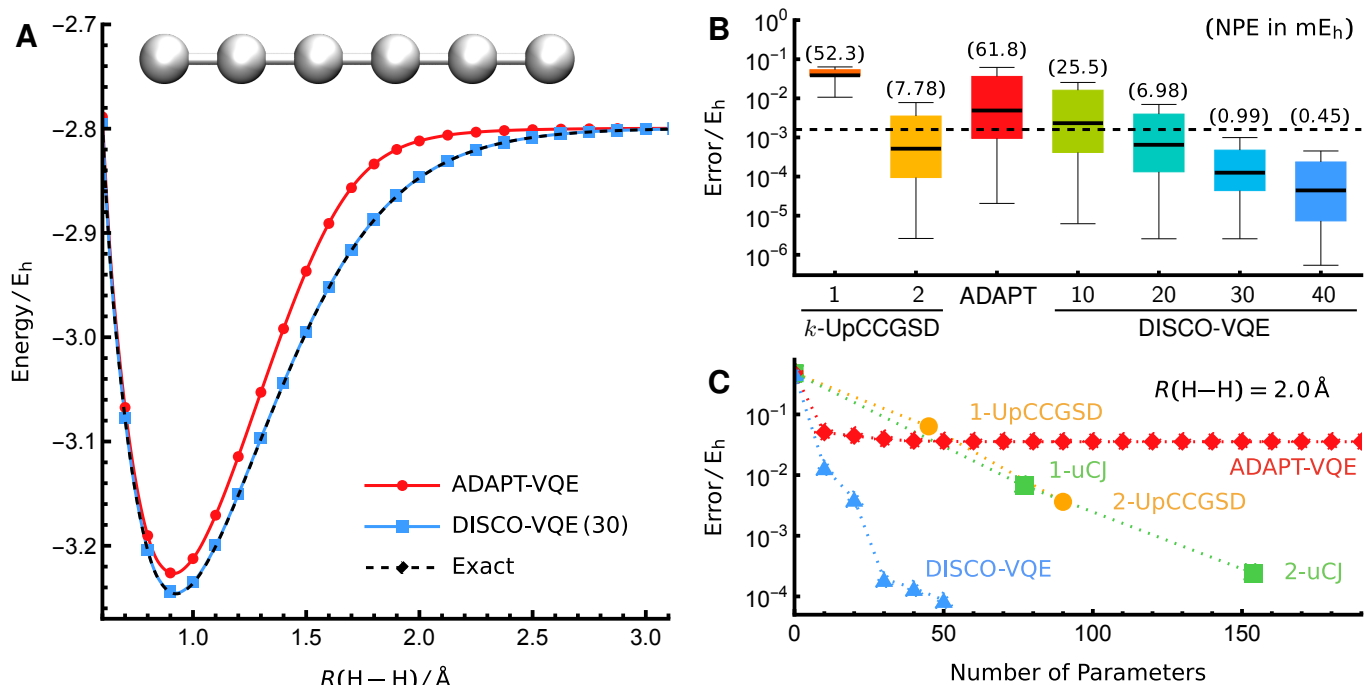 A
−2.7
−2.8
−2.9
−3.0
−3.1
−3.2
Energy / Eh
ADAPT-VQE
DISCO-VQE (30)
Exact
1.0 1.5 2.0 2.5 3.0
R(H — H) / Å
B
(NPE in mEh)
10⁻¹
10⁻²
10⁻³
10⁻⁴
10⁻⁵
10⁻⁶
Error / Eh
(52.3) (7.78) (61.8) (25.5) (6.98) (0.99) (0.45)
1 2 ADAPT 10 20 30 40
k-UpCCGSD DISCO-VQE
C
R(H—H) = 2.0 Å
10⁻¹
10⁻²
10⁻³
10⁻⁴
Error / Eh
1-UpCCGSD
ADAPT-VQE
1-uCJ
2-UpCCGSD
DISCO-VQE
2-uCJ
0 50 100 150
Number of Parameters